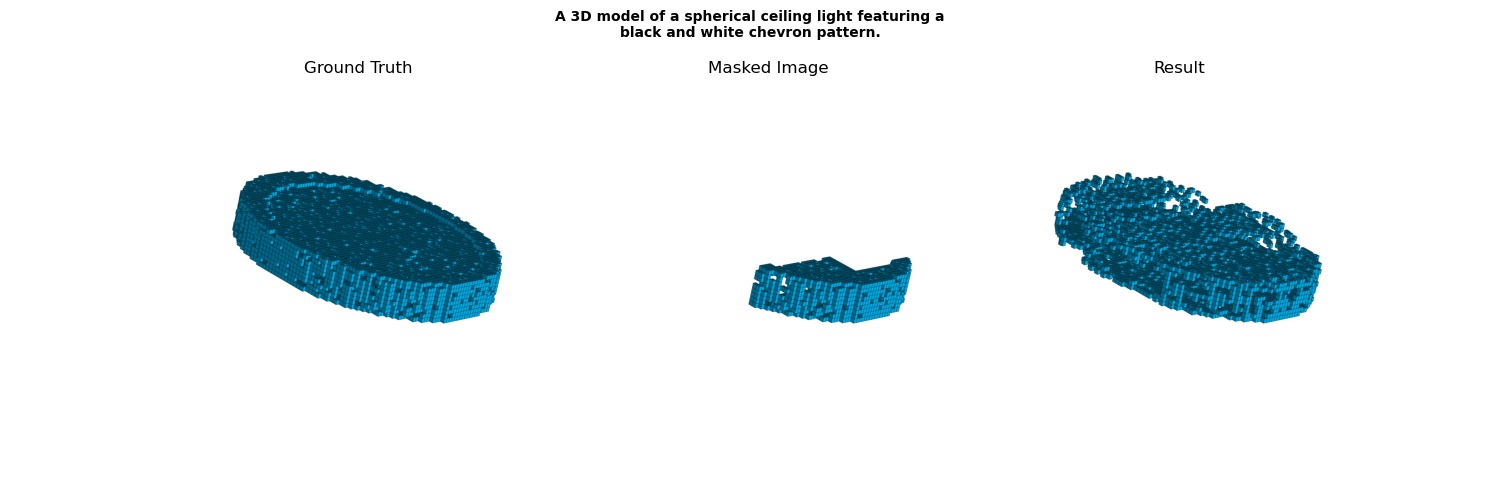 A 3D model of a spherical ceiling light featuring a
black and white chevron pattern.
Ground Truth
Masked Image
Result